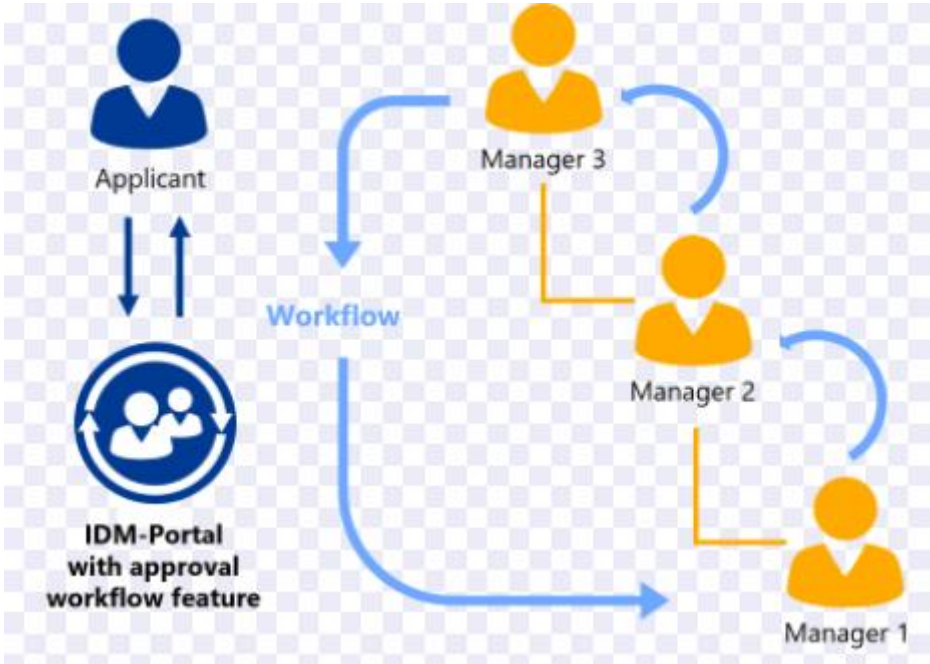 Applicant
Manager 3
Workflow
Manager 2
IDM-Portal
with approval
workflow feature
Manager 1